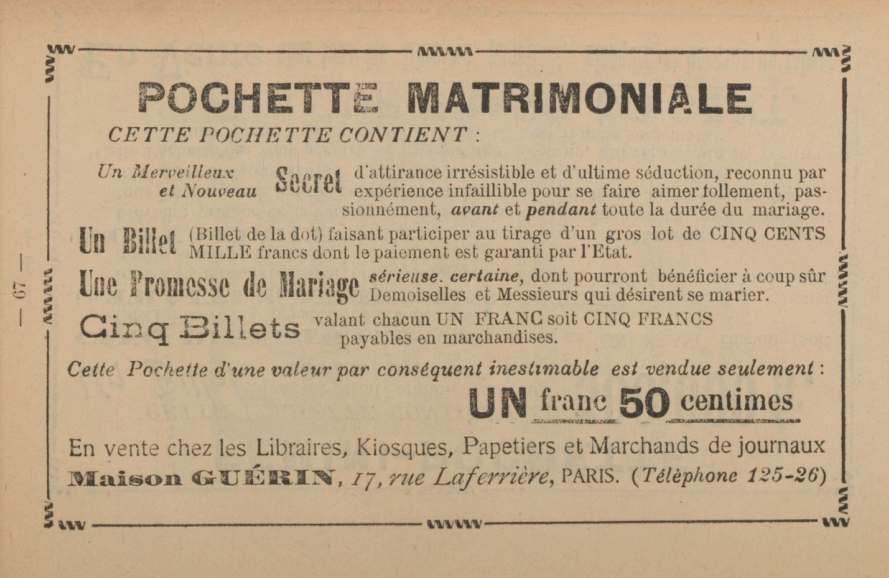 POCHETTE MATRIMONIALE
CETTE POCHETTE CONTIENT :
Un Merveilleux et Nouveau Secret d'attirance irrésistible et d'ultime séduction, reconnu par
expérience infaillible pour se faire aimer follement, pas-
sionnément, avant et pendant toute la durée du mariage.
Un Billet (Billet de la dot) faisant participer au tirage d'un gros lot de CINQ CENTS
MILLE francs dont le paiement est garanti par l'Etat.
Une Promesse de Mariage sérieuse. certaine, dont pourront bénéficier à coup sûr
Demoiselles et Messieurs qui désirent se marier.
Cinq Billets valant chacun UN FRANC soit CINQ FRANCS
payables en marchandises.
Cette Pochette d'une valeur par conséquent inestimable est vendue seulement :
UN franc 50 centimes
En vente chez les Libraires, Kiosques, Papetiers et Marchands de journaux
Maison GUÉRIN, 17, rue Laferrière, PARIS. (Télèphone 125-26)
— 67 —